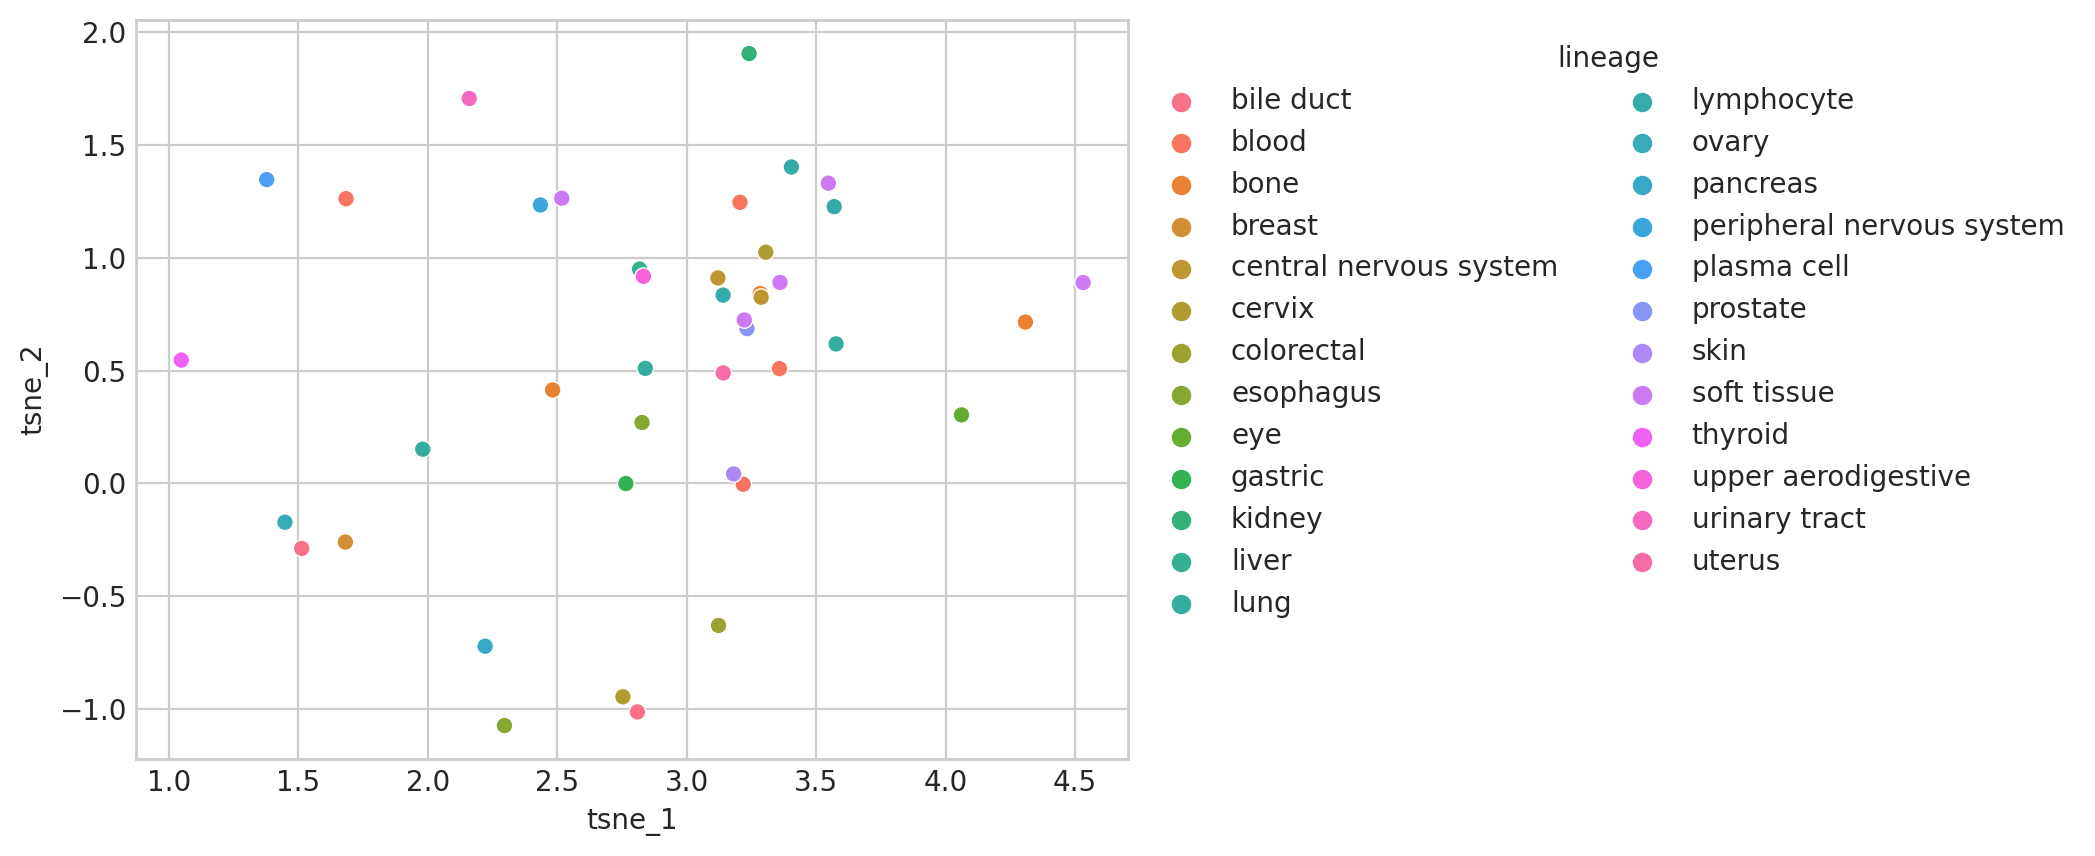 2.0
1.5
1.0
0.5
0.0
−0.5
−1.0
tsne_2
1.0 1.5 2.0 2.5 3.0 3.5 4.0 4.5
tsne_1
lineage
bile duct
blood
bone
breast
central nervous system
cervix
colorectal
esophagus
eye
gastric
kidney
liver
lung
lymphocyte
ovary
pancreas
peripheral nervous system
plasma cell
prostate
skin
soft tissue
thyroid
upper aerodigestive
urinary tract
uterus